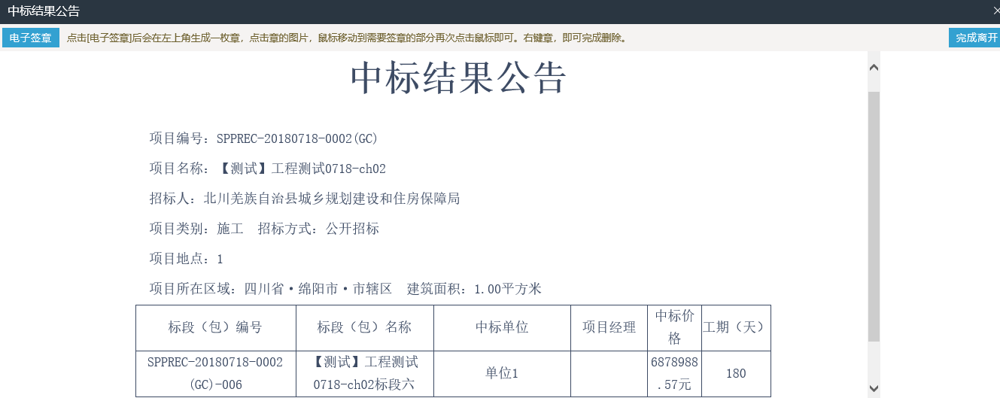 中标结果公告
电子签章 点击[电子签章]后会在左上角生成一枚章，点击章的图片，鼠标移动到需要签章的部分再次点击鼠标即可。右键章，即可完成删除。 完成离开
中标结果公告
项目编号：SPPREC-20180718-0002(GC)
项目名称：【测试】工程测试0718-ch02
招标人：北川羌族自治县城乡规划建设和住房保障局
项目类别：施工 招标方式：公开招标
项目地点：1
项目所在区域：四川省·绵阳市·市辖区 建筑面积：1.00平方米
标段（包）编号 标段（包）名称 中标单位 项目经理 中标价格 工期（天）
SPPREC-20180718-0002(GC)-006 【测试】工程测试0718-ch02标段六 单位1 6878988.57元 180